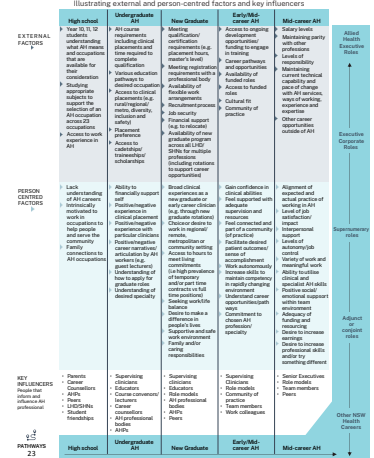 Illustrating external and person-centred factors and key influencers
High school
Undergraduate
AH
New Graduate
Early/Mid-
career AH
Mid-career AH
EXTERNAL
FACTORS
Year 10, 11, 12
students
understanding
what AH means
and occupations
that are
available for
their
consideration
Studying
appropriate
subjects to
support the
selection of an
AH occupation
across 23
occupations
Access to work
experience in
AH
AH course
requirements
including clinical
placements and
time required to
complete
qualification
Various education
pathways to
desired occupation
Access to clinical
placements (e.g.
rural/regional/
metro, diversity,
inclusion and
safety)
Placement
preference
Access to
cadetships/
traineeships/
scholarships
Meeting
qualification
certification
requirements (e.g.
placement hours,
master's level)
Meeting registration
requirements with a
professional body
Availability of
flexible work
arrangements
Recruitment process
Job security
Financial support
(e.g. to relocate)
Availability of new
graduate program
across all LHD/
SHNs for multiple
professions
(including rotations
to support career
opportunities)
Access to ongoing
development
opportunities/
funding to engage
in training
Career pathways
and opportunities
Availability of
funded roles
Access to funded
roles
Cultural fit
Community of
practice
Salary levels
Maintaining parity
with other
professions
Levels of
responsibility
Maintaining
current technical
capability and
pace of change
with AH services,
ways of working,
experience and
expertise
Other career
opportunities
outside of AH
PERSON
CENTRED
FACTORS
Lack
understanding
of AH careers
Intrinsically
motivated to
work in
occupations to
help people
and serve the
community
Family
connections to
AH occupations
Ability to
financially support
self
Positive/negative
experience in
clinical placement
Positive/negative
experience with
particular clinicians
Positive/negative
career narratives/
articulation by AH
workers (e.g.
guest lecturers)
Understanding of
how to apply for
graduate roles
Understanding of
desired specialty
Broad clinical
experiences as a
new graduate or
early career clinician
(e.g. through new
graduate rotations)
Choice or desire to
work in regional/
remote,
metropolitan or
community setting
Access to hours to
meet living
commitments
(i.e high prevalence
of temporary
and/or part time
contracts vs full
time positions)
Seeking work/life
balance
Desire to make a
difference in
people's lives
Supportive and safe
work environment
Family and/or
caring
responsibilities
Gain confidence in
clinical abilities
Feel supported with
adequate
supervision and
resources
Feel connected and
part of a community
(of practice)
Facilitated desired
patient outcomes/
sense of
accomplishment
Work autonomously
Increase skills to
maintain competency
in rapidly changing
environment
Understand career
opportunities/path
ways
Commitment to
chosen AH
profession/
specialty
Alignment of
expected and
actual practice of
working in AH
Level of job
satisfaction/
impact
Interpersonal
support
Levels of
autonomy/job
control
Variety of work and
meaningful work
Ability to utilise
clinical and
specialist AH skills
Positive social/
emotional support
within team
environment
Adequacy of
funding and
resourcing
Desire to increase
earnings
Desire to increase
professional skills
and/or try
something different
KEY
INFLUENCERS
People that
inform and
influence AH
professional
Parents
Career
Counsellors
AHPs
Peers
LHD/SHNs
Student
friendships
Supervising
clinicians
Educators
Course convenors/
lecturers
Career
counsellors
AH professional
bodies
AHPs
Supervising
clinicians
Educators
Role models
AH professional
bodies
AHPs
Peers
Supervising
Clinicians
Role models
Community of
practice
Team members
Work colleagues
Senior Executives
Role models
Team members
Peers
Allied
Health
Executive
Roles
Executive
Corporate
Roles
Supernumery
roles
Adjunct
or
conjoint
roles
Other NSW
Health
Careers
PATHWAYS
23
High school
Undergraduate
AH
New Graduate
Early/Mid-
career AH
Mid-career AH